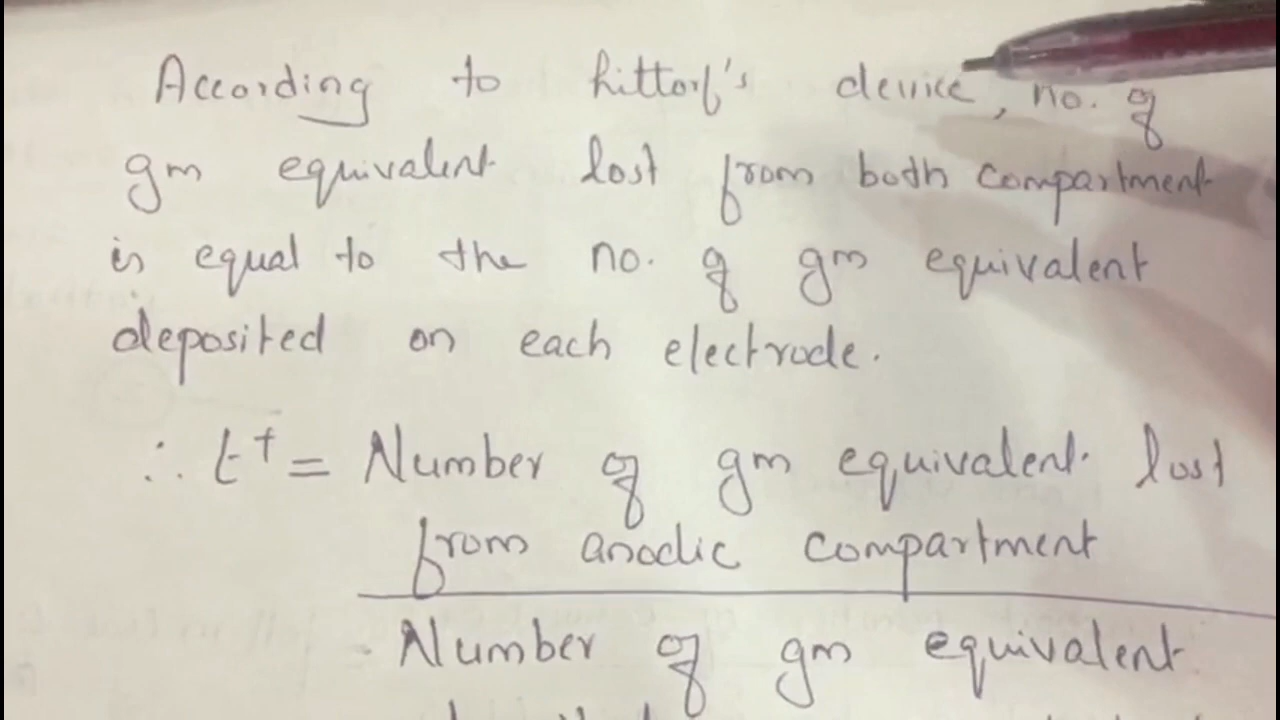 According to hittorf's device, no. of
gm equivalent lost from both compartment
is equal to the no. of gm equivalent
deposited on each electrode.
∴ t⁺ = Number of gm equivalent lost
from anodic compartment
Number of gm equivalent